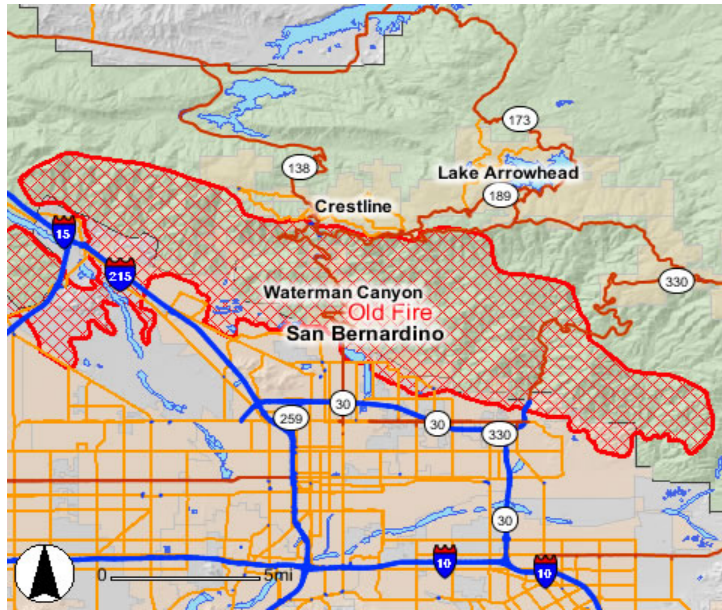 173
138
Lake Arrowhead
189
Crestline
15
215
330
Waterman Canyon
Old Fire
San Bernardino
259
30
30
330
30
10
10
0 5mi